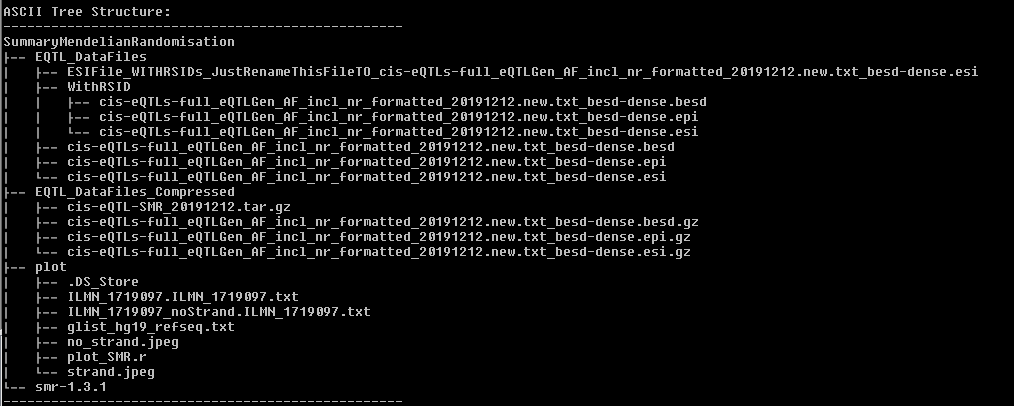 ASCII Tree Structure:
--------------------------------------------------
SummaryMendelianRandomisation
├── EQTL_DataFiles
│   ├── ESIFile_WITHRSIDs_JustRenameThisFileTO_cis-eQTLs-full_eQTLGen_AF_incl_nr_formatted_20191212.new.txt_besd-dense.esi
│   ├── WithRSID
│   │   ├── cis-eQTLs-full_eQTLGen_AF_incl_nr_formatted_20191212.new.txt_besd-dense.besd
│   │   ├── cis-eQTLs-full_eQTLGen_AF_incl_nr_formatted_20191212.new.txt_besd-dense.epi
│   │   └── cis-eQTLs-full_eQTLGen_AF_incl_nr_formatted_20191212.new.txt_besd-dense.esi
│   ├── cis-eQTLs-full_eQTLGen_AF_incl_nr_formatted_20191212.new.txt_besd-dense.besd
│   ├── cis-eQTLs-full_eQTLGen_AF_incl_nr_formatted_20191212.new.txt_besd-dense.epi
│   └── cis-eQTLs-full_eQTLGen_AF_incl_nr_formatted_20191212.new.txt_besd-dense.esi
├── EQTL_DataFiles_Compressed
│   ├── cis-eQTL-SMR_20191212.tar.gz
│   ├── cis-eQTLs-full_eQTLGen_AF_incl_nr_formatted_20191212.new.txt_besd-dense.besd.gz
│   ├── cis-eQTLs-full_eQTLGen_AF_incl_nr_formatted_20191212.new.txt_besd-dense.epi.gz
│   └── cis-eQTLs-full_eQTLGen_AF_incl_nr_formatted_20191212.new.txt_besd-dense.esi.gz
├── plot
│   ├── .DS_Store
│   ├── ILMN_1719097.ILMN_1719097.txt
│   ├── ILMN_1719097_noStrand.ILMN_1719097.txt
│   ├── glist_hg19_refseq.txt
│   ├── no_strand.jpeg
│   ├── plot_SMR.r
│   └── strand.jpeg
└── smr-1.3.1
--------------------------------------------------